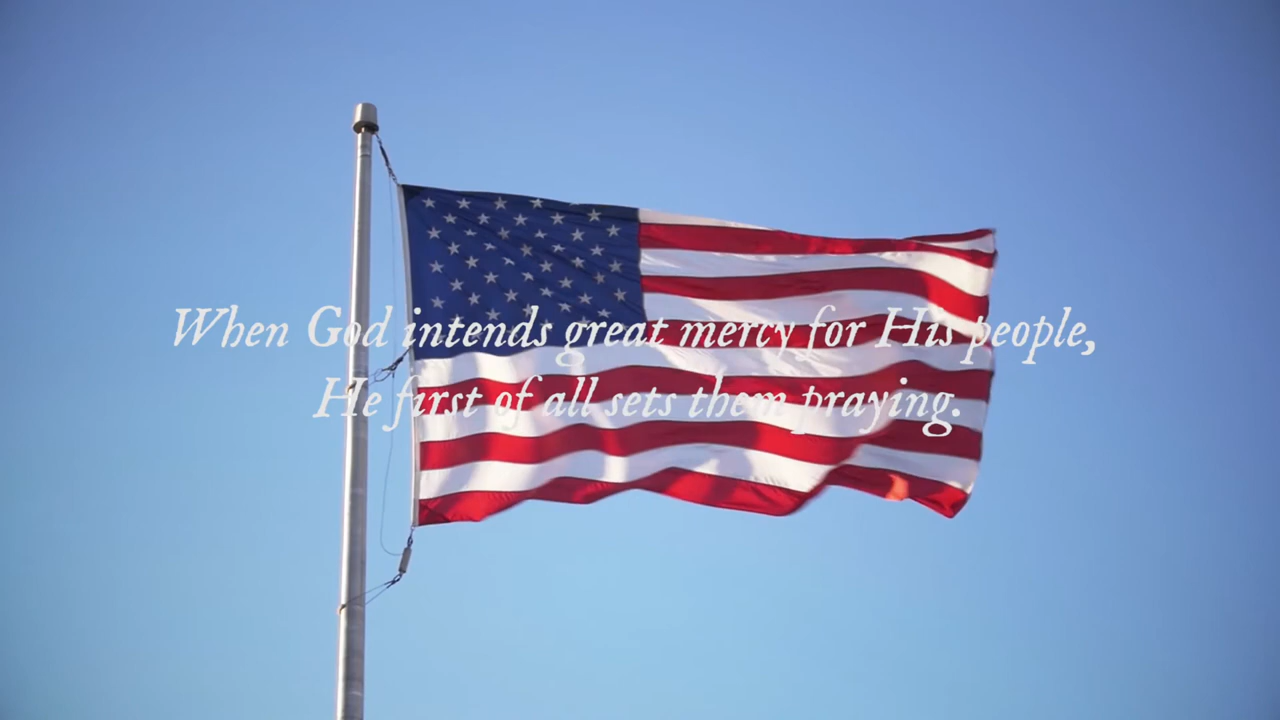 When God intends great mercy for His people,
He first of all sets them praying.